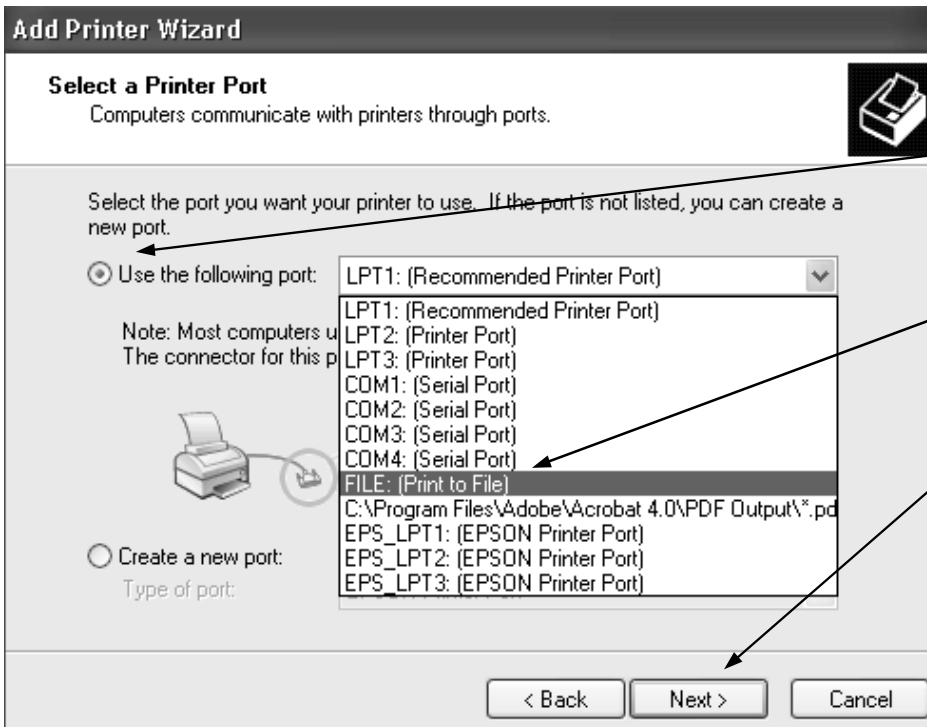 Add Printer Wizard
Select a Printer Port
Computers communicate with printers through ports.
Select the port you want your printer to use. If the port is not listed, you can create a
new port.
Use the following port: LPT1: (Recommended Printer Port)
LPT1: (Recommended Printer Port)
Note: Most computers u
LPT2: (Printer Port)
The connector for this p
LPT3: (Printer Port)
COM1: (Serial Port)
COM2: (Serial Port)
COM3: (Serial Port)
COM4: (Serial Port)
FILE: (Print to File)
C:\Program Files\Adobe\Acrobat 4.0\PDF Output\*.pd
EPS_LPT1: (EPSON Printer Port)
EPS_LPT2: (EPSON Printer Port)
EPS_LPT3: (EPSON Printer Port)
Create a new port:
Type of port:
< Back Next > Cancel